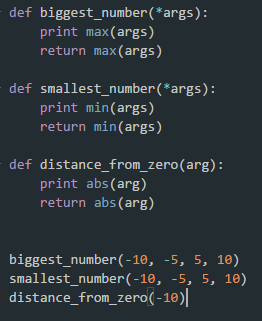 def biggest_number(*args):
    print max(args)
    return max(args)

def smallest_number(*args):
    print min(args)
    return min(args)

def distance_from_zero(arg):
    print abs(arg)
    return abs(arg)


biggest_number(-10, -5, 5, 10)
smallest_number(-10, -5, 5, 10)
distance_from_zero(-10)